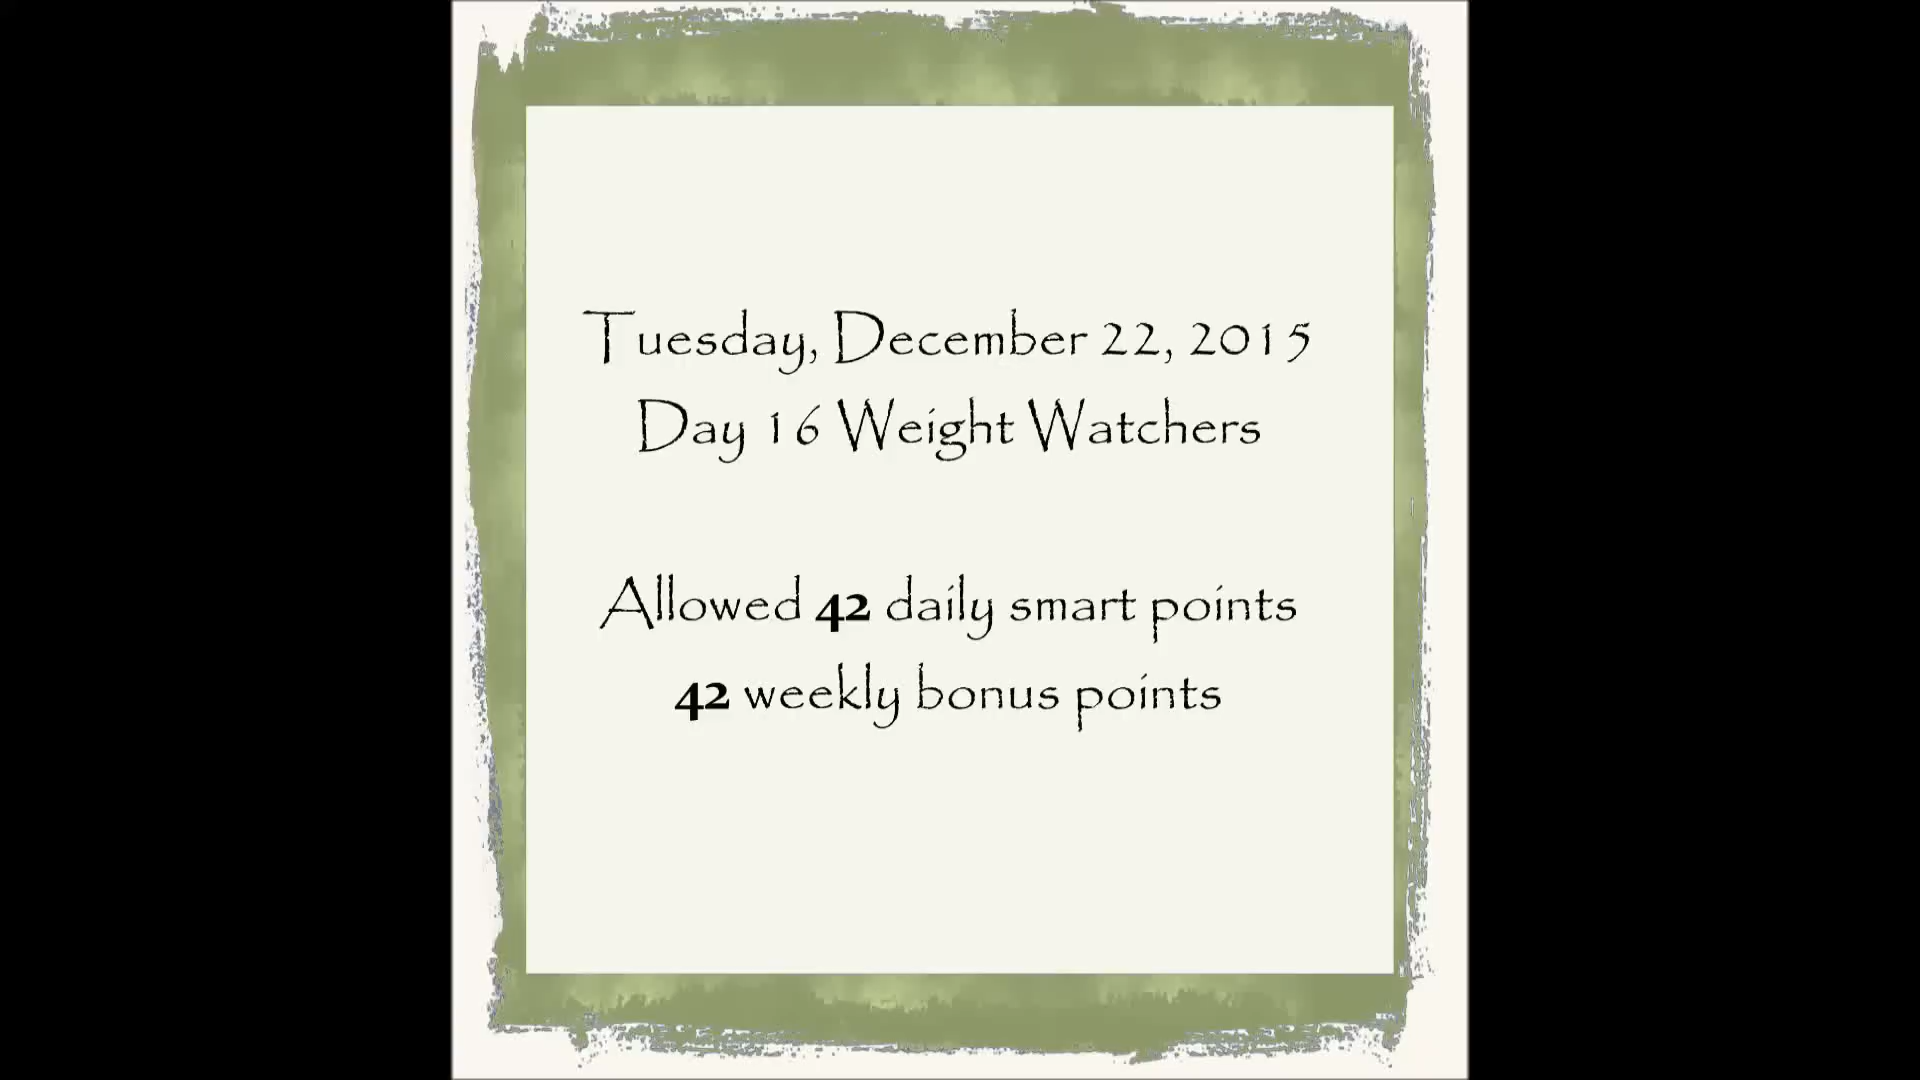 Tuesday, December 22, 2015
Day 16 Weight Watchers
Allowed 42 daily smart points
42 weekly bonus points